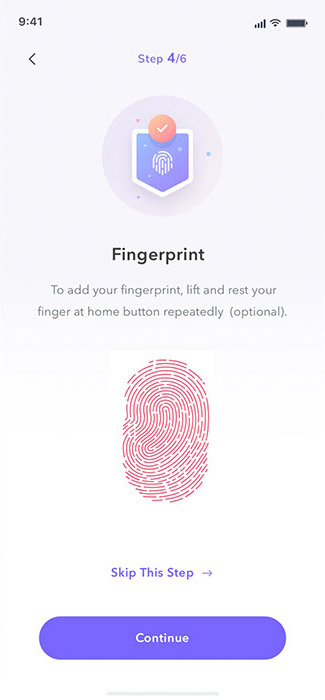 9:41
Step 4/6
Fingerprint
To add your fingerprint, lift and rest your
finger at home button repeatedly (optional).
Skip This Step →
Continue